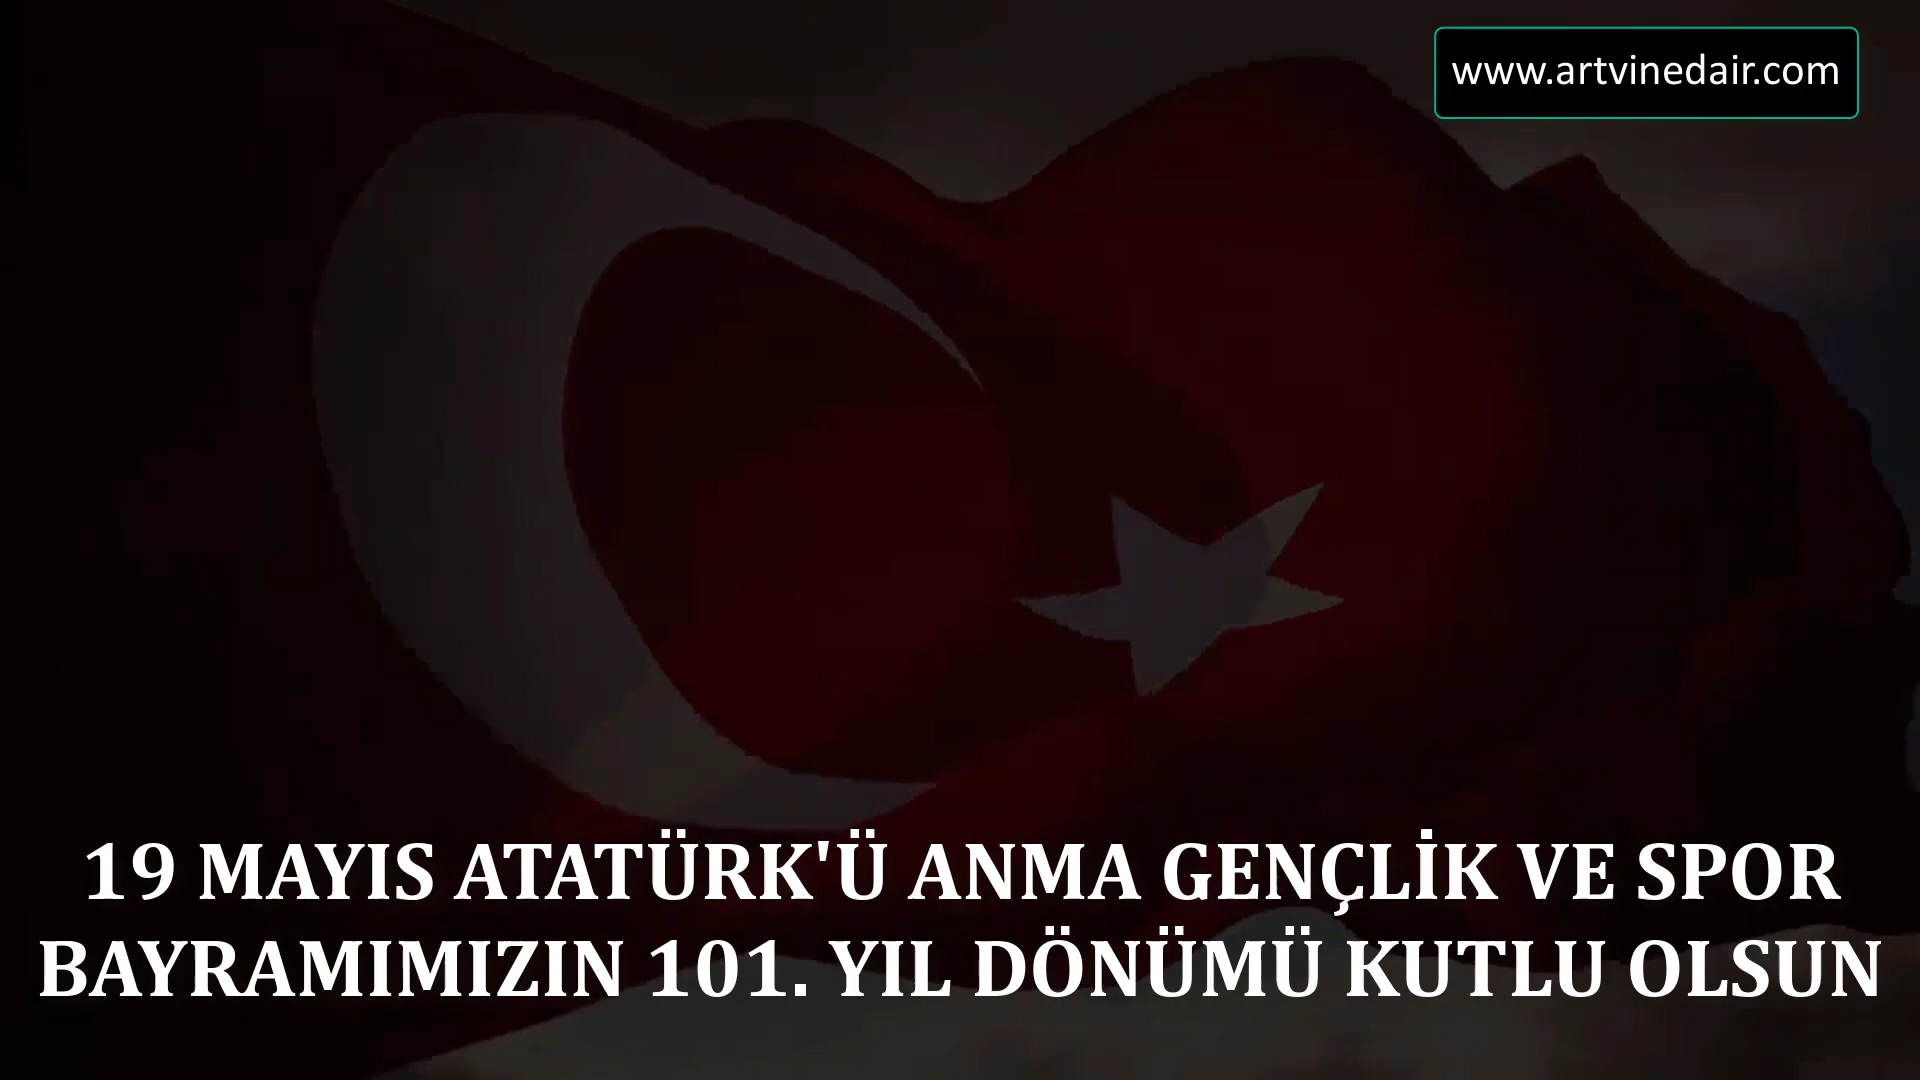 www.artvinedair.com
19 MAYIS ATATÜRK'Ü ANMA GENÇLİK VE SPOR
BAYRAMIMIZIN 101. YIL DÖNÜMÜ KUTLU OLSUN